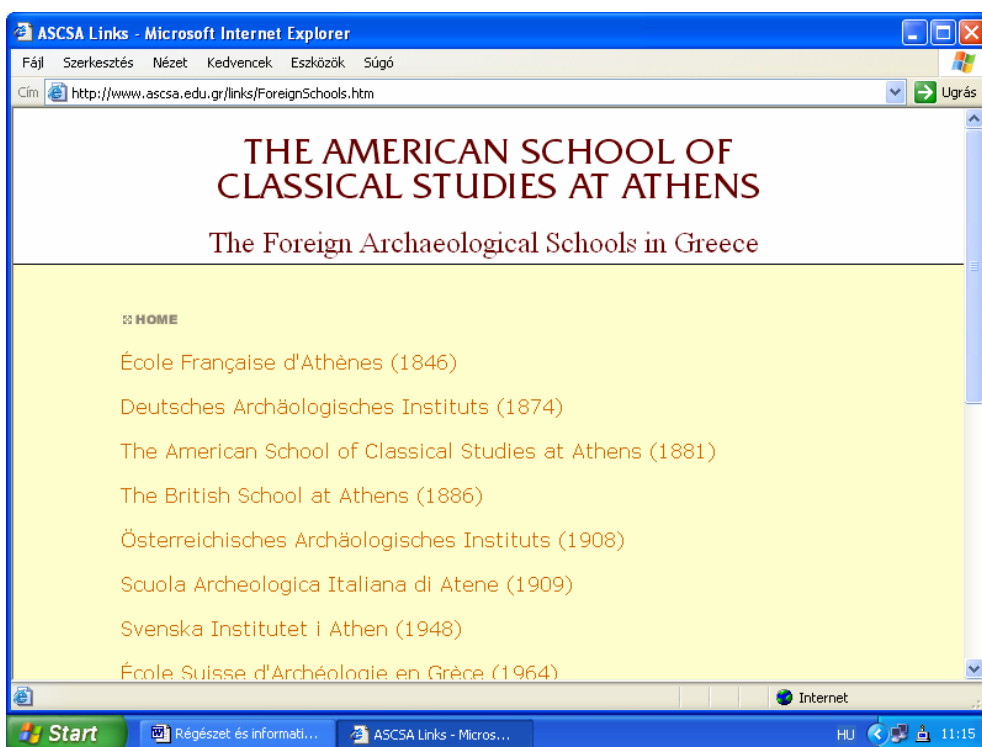 ASCSA Links - Microsoft Internet Explorer
Fájl Szerkesztés Nézet Kedvencek Eszközök Súgó
Cím http://www.ascsa.edu.gr/links/ForeignSchools.htm Ugrás
THE AMERICAN SCHOOL OF
CLASSICAL STUDIES AT ATHENS
The Foreign Archaeological Schools in Greece
HOME
École Française d'Athènes (1846)
Deutsches Archäologisches Instituts (1874)
The American School of Classical Studies at Athens (1881)
The British School at Athens (1886)
Österreichisches Archäologisches Instituts (1908)
Scuola Archeologica Italiana di Atene (1909)
Svenska Institutet i Athen (1948)
École Suisse d'Archéologie en Grèce (1964)
Internet
Start Régészet és informati... ASCSA Links - Micros... HU 11:15